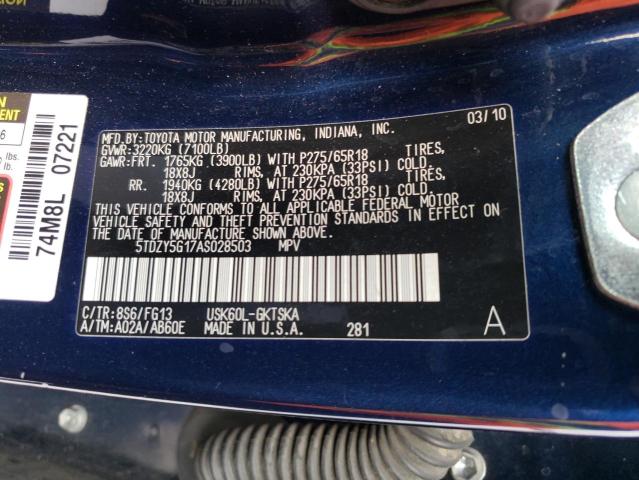 MFD.BY:TOYOTA MOTOR MANUFACTURING, INDIANA, INC. 03/10
GVWR:3220KG (7100LB)
GAWR:FRT. 1765KG (3900LB) WITH P275/65R18 TIRES,
18X8J RIMS, AT 230KPA (33PSI) COLD.
RR. 1940KG (4280LB) WITH P275/65R18 TIRES,
18X8J RIMS, AT 230KPA (33PSI) COLD.
THIS VEHICLE CONFORMS TO ALL APPLICABLE FEDERAL MOTOR
VEHICLE SAFETY AND THEFT PREVENTION STANDARDS IN EFFECT ON
THE DATE OF MANUFACTURE SHOWN ABOVE.
5TDZY5G17AS028503 MPV
C/TR:8S6/FG13 USK60L-GKTSKA
A/TM:A02A/AB60E MADE IN U.S.A. 281 A
74M8L 07221
6
lbs.